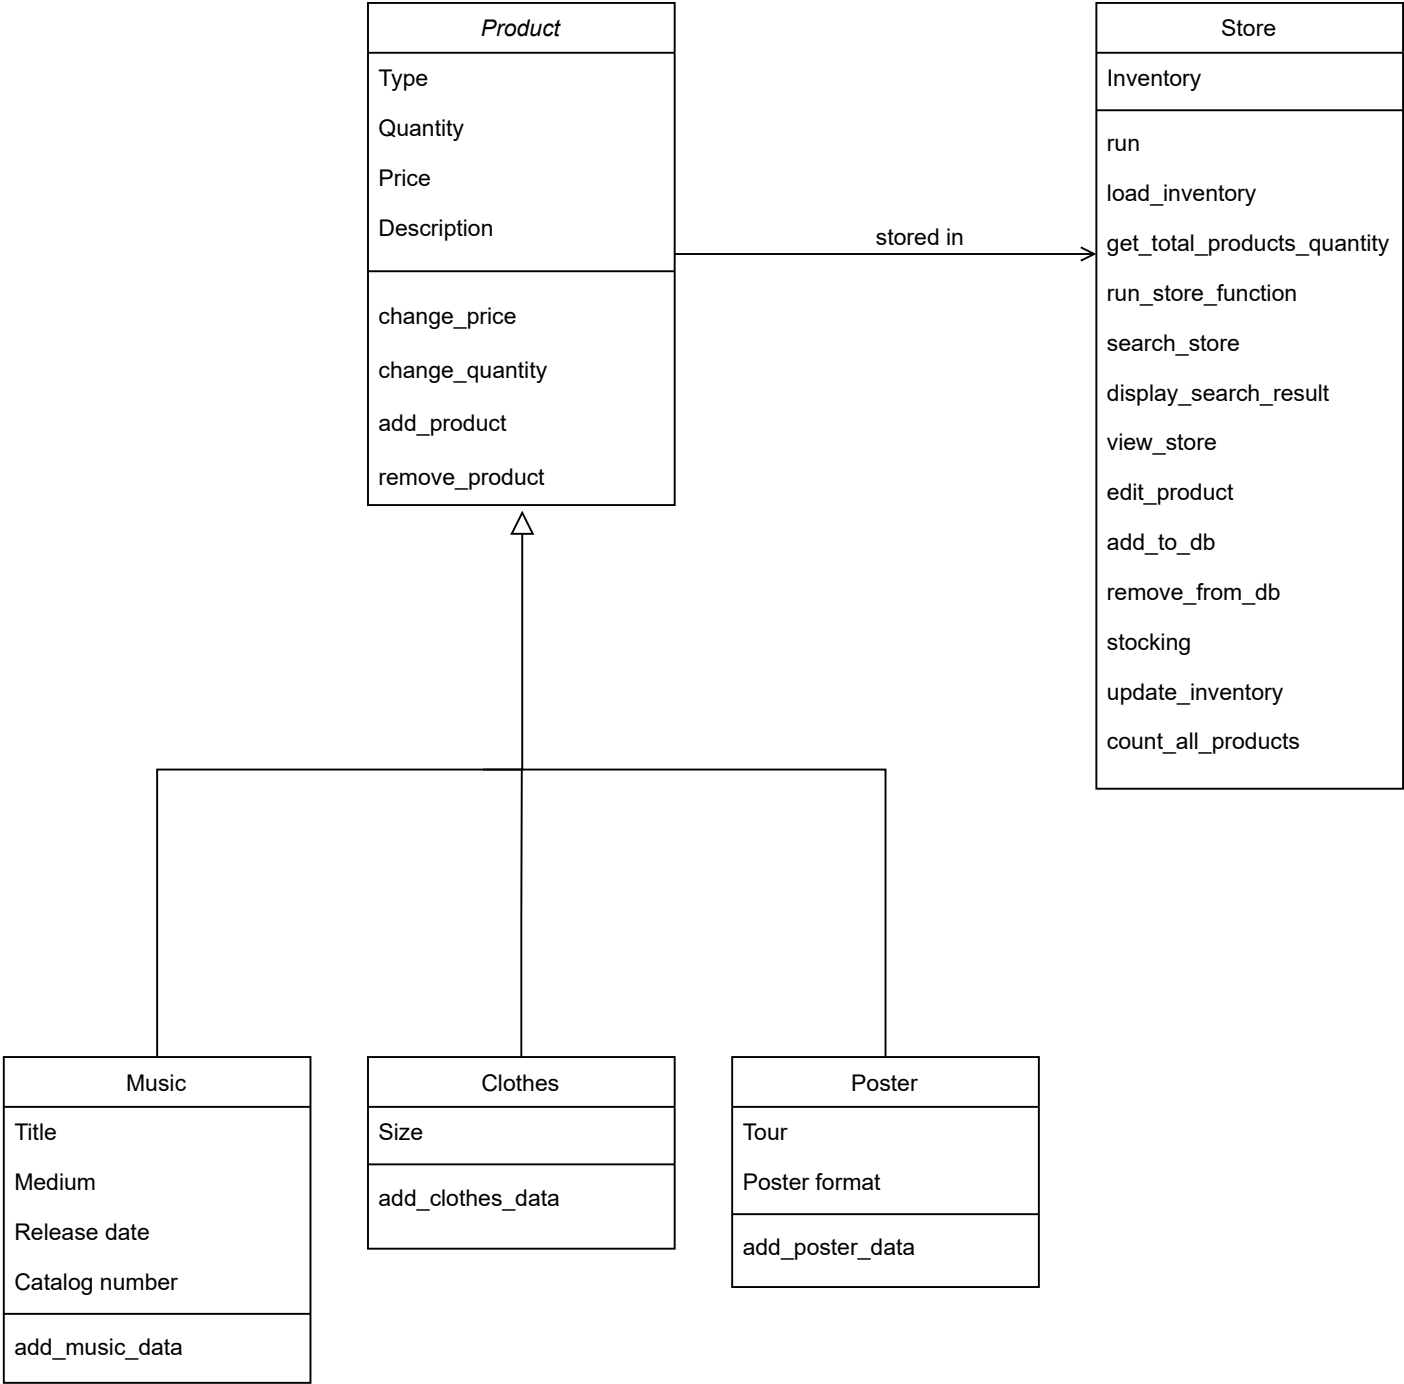 Product
Type
Quantity
Price
Description
change_price
change_quantity
add_product
remove_product
stored in
Store
Inventory
run
load_inventory
get_total_products_quantity
run_store_function
search_store
display_search_result
view_store
edit_product
add_to_db
remove_from_db
stocking
update_inventory
count_all_products
Music
Title
Medium
Release date
Catalog number
add_music_data
Clothes
Size
add_clothes_data
Poster
Tour
Poster format
add_poster_data